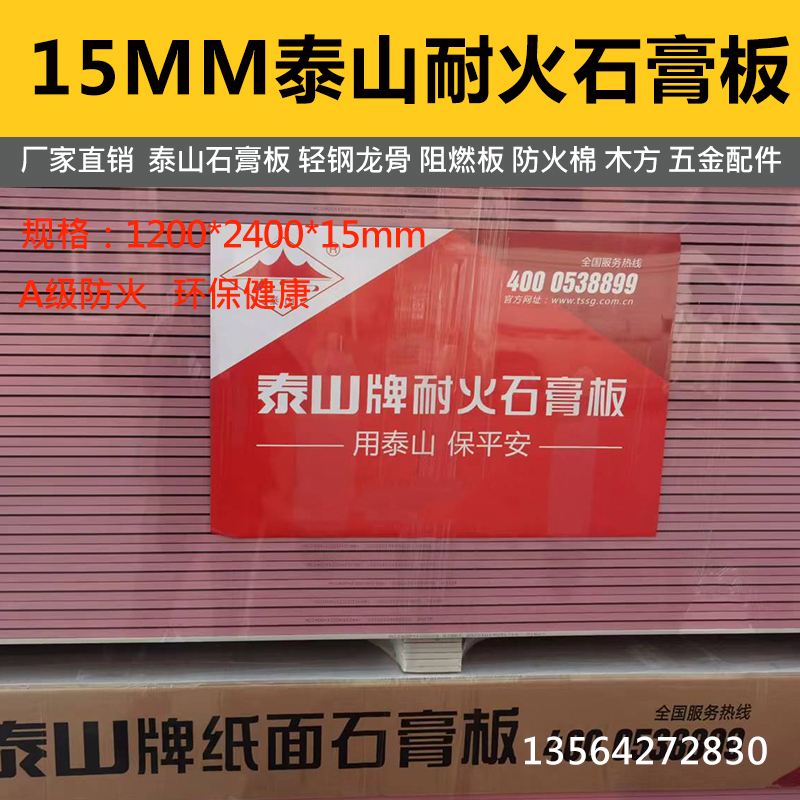 15MM泰山耐火石膏板
厂家直销 泰山石膏板 轻钢龙骨 阻燃板 防火棉 木方 五金配件
规格：1200*2400*15mm
A级防火 环保健康
全国服务热线
400 0538899
官方网址：www.tssg.com.cn
泰山牌耐火石膏板
用泰山 保平安
泰山牌纸面石膏板
全国服务热线
400 0538899
13564272830